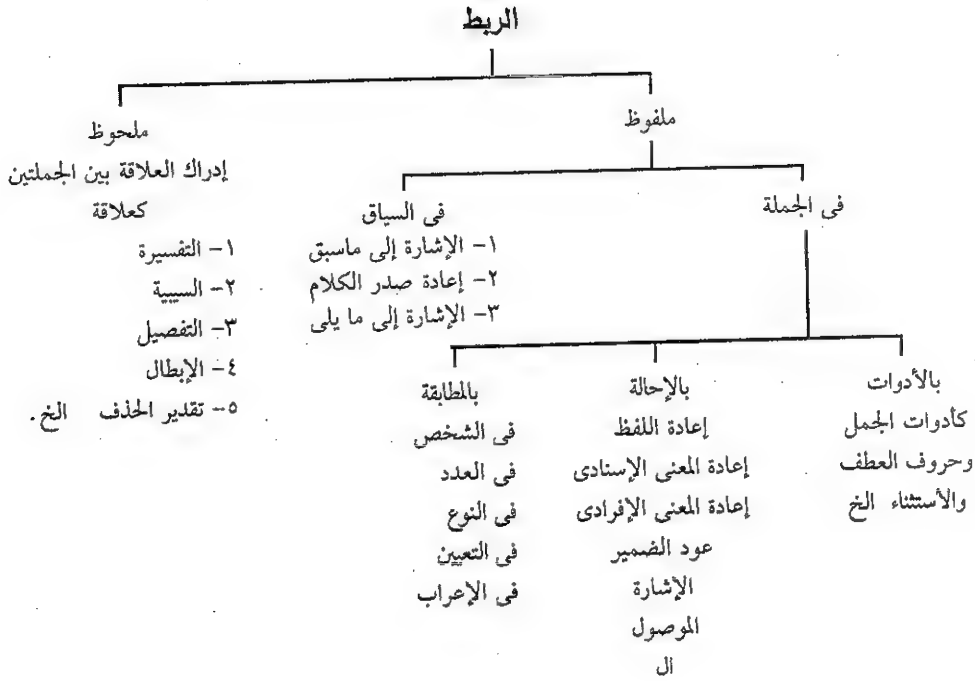 الربط
ملفوظ
ملحوظ
إدراك العلاقة بين الجملتين
كعلاقة
١- التفسيرة
٢- السببية
٣- التفصيل
٤- الإبطال
٥- تقدير الحذف الخ.
فى الجملة
فى السياق
١- الإشارة إلى ماسبق
٢- إعادة صدر الكلام
٣- الإشارة إلى ما يلى
بالأدوات
كأدوات الجمل
وحروف العطف
والأستثناء الخ
بالإحالة
إعادة اللفظ
إعادة المعنى الإسنادى
إعادة المعنى الإفرادى
عود الضمير
الإشارة
الموصول
ال
بالمطابقة
فى الشخص
فى العدد
فى النوع
فى التعيين
فى الإعراب